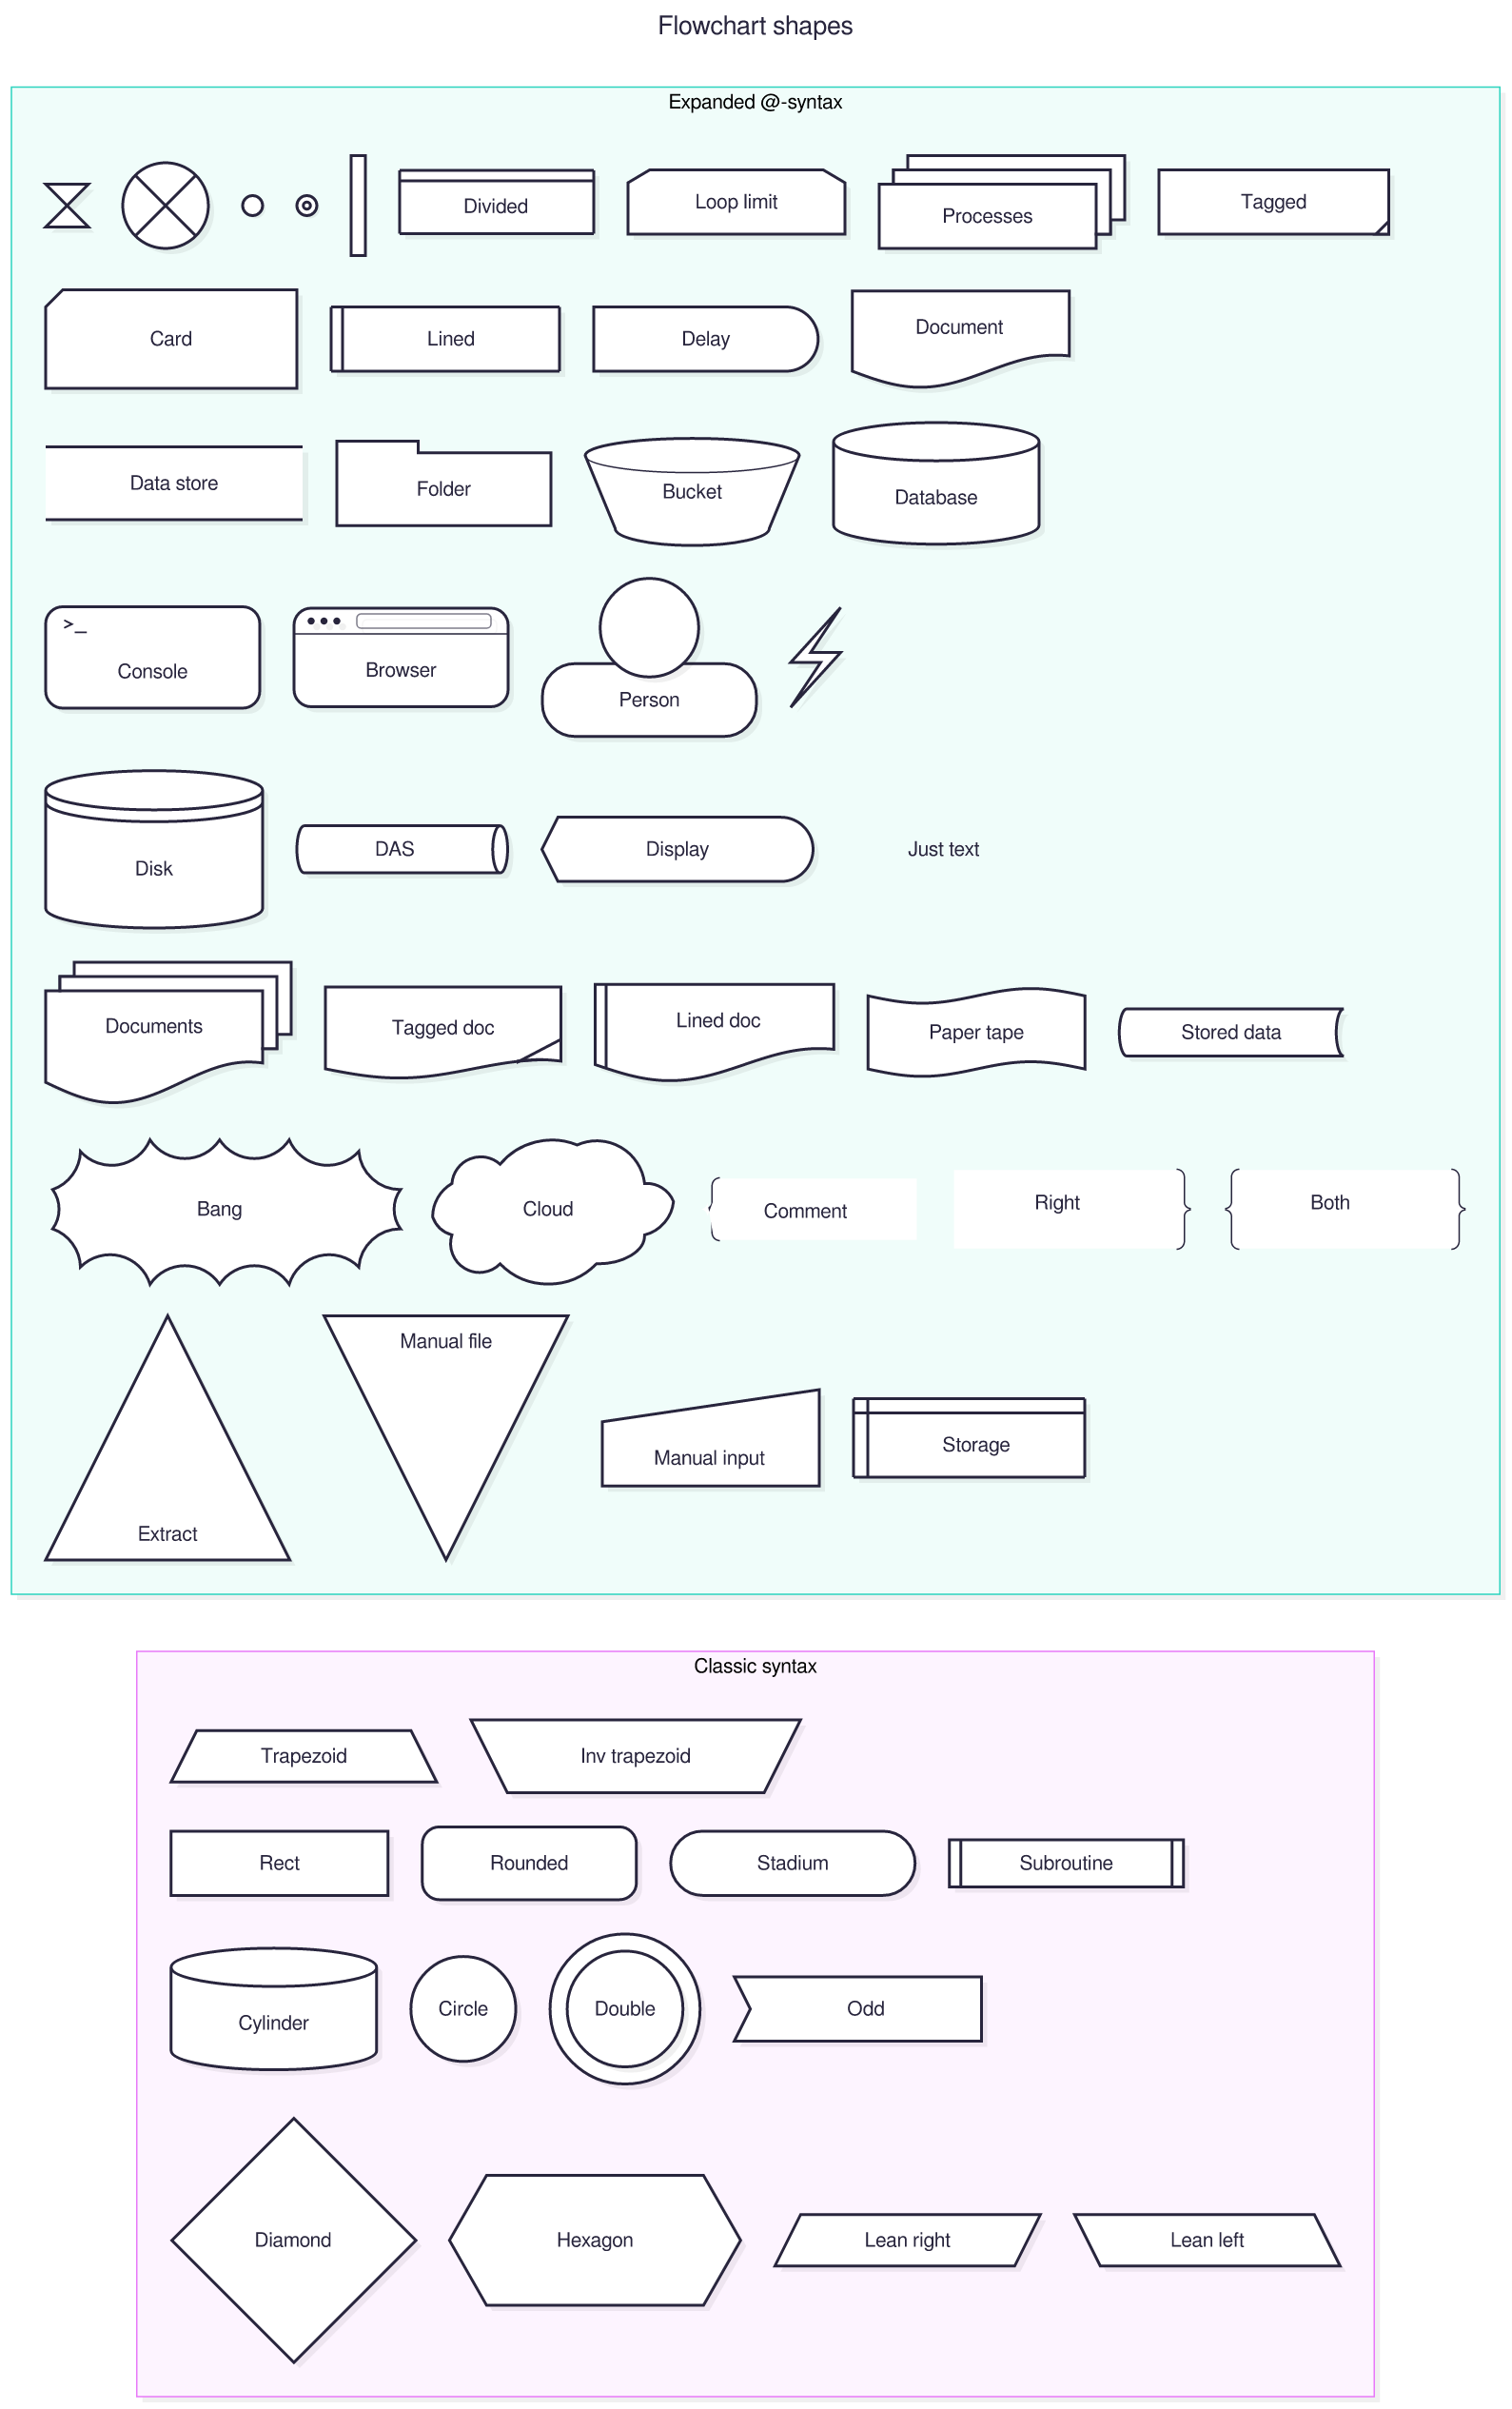 Flowchart shapes
Expanded @-syntax
Divided
Loop limit
Processes
Tagged
Card
Lined
Delay
Document
Data store
Folder
Bucket
Database
>_
Console
Browser
Person
Disk
DAS
Display
Just text
Documents
Tagged doc
Lined doc
Paper tape
Stored data
Bang
Cloud
Comment
Right
Both
Extract
Manual file
Manual input
Storage
Classic syntax
Trapezoid
Inv trapezoid
Rect
Rounded
Stadium
Subroutine
Cylinder
Circle
Double
Odd
Diamond
Hexagon
Lean right
Lean left